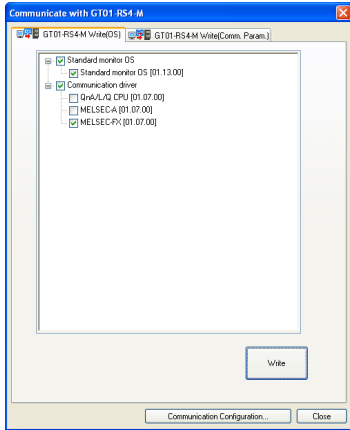 Communicate with GT01-RS4-M
GT01-RS4-M Write(OS) GT01-RS4-M Write(Comm. Param.)
Standard monitor OS
Standard monitor OS [01.13.00]
Communication driver
QnA/L/Q CPU [01.07.00]
MELSEC-A [01.07.00]
MELSEC-FX [01.07.00]
Write
Communication Configuration... Close